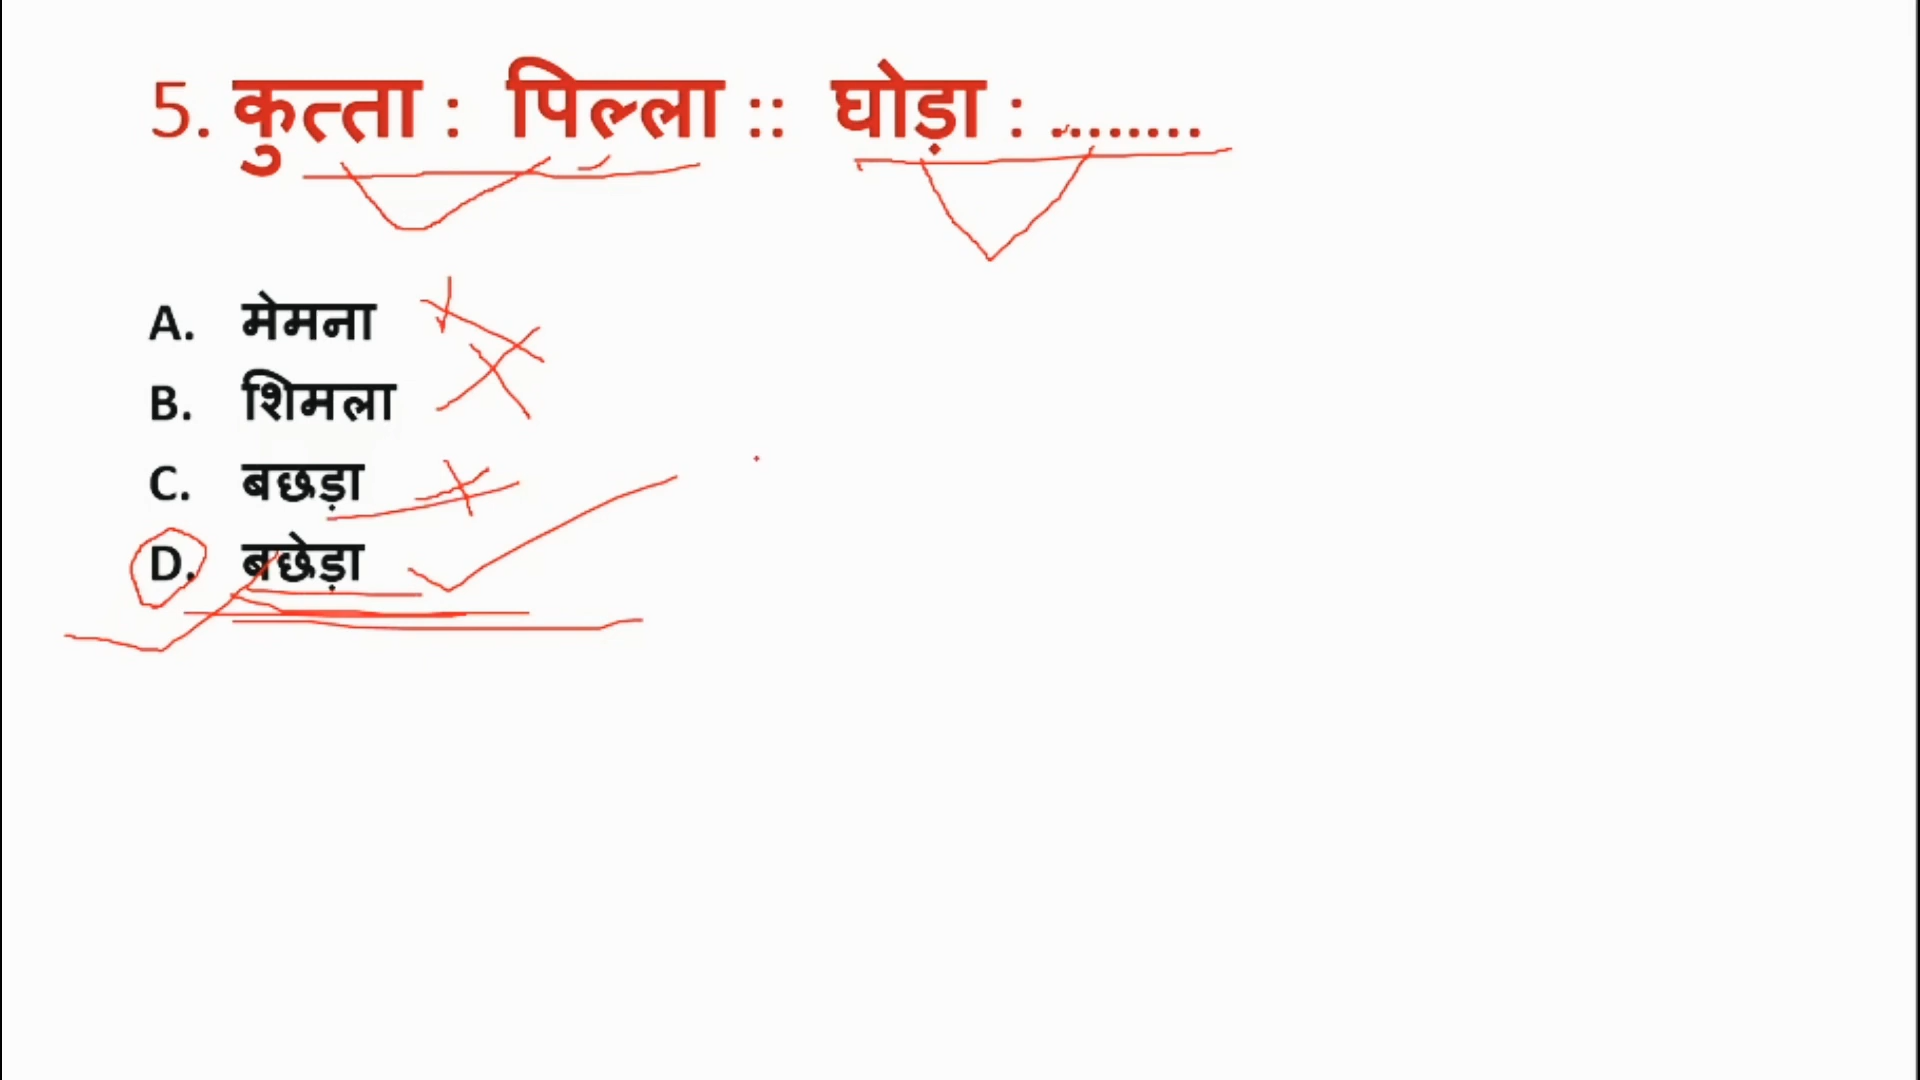 5. कुत्ता : पिल्ला :: घोड़ा : ........
A. मेमना
B. शिमला
C. बछड़ा
D. बछेड़ा